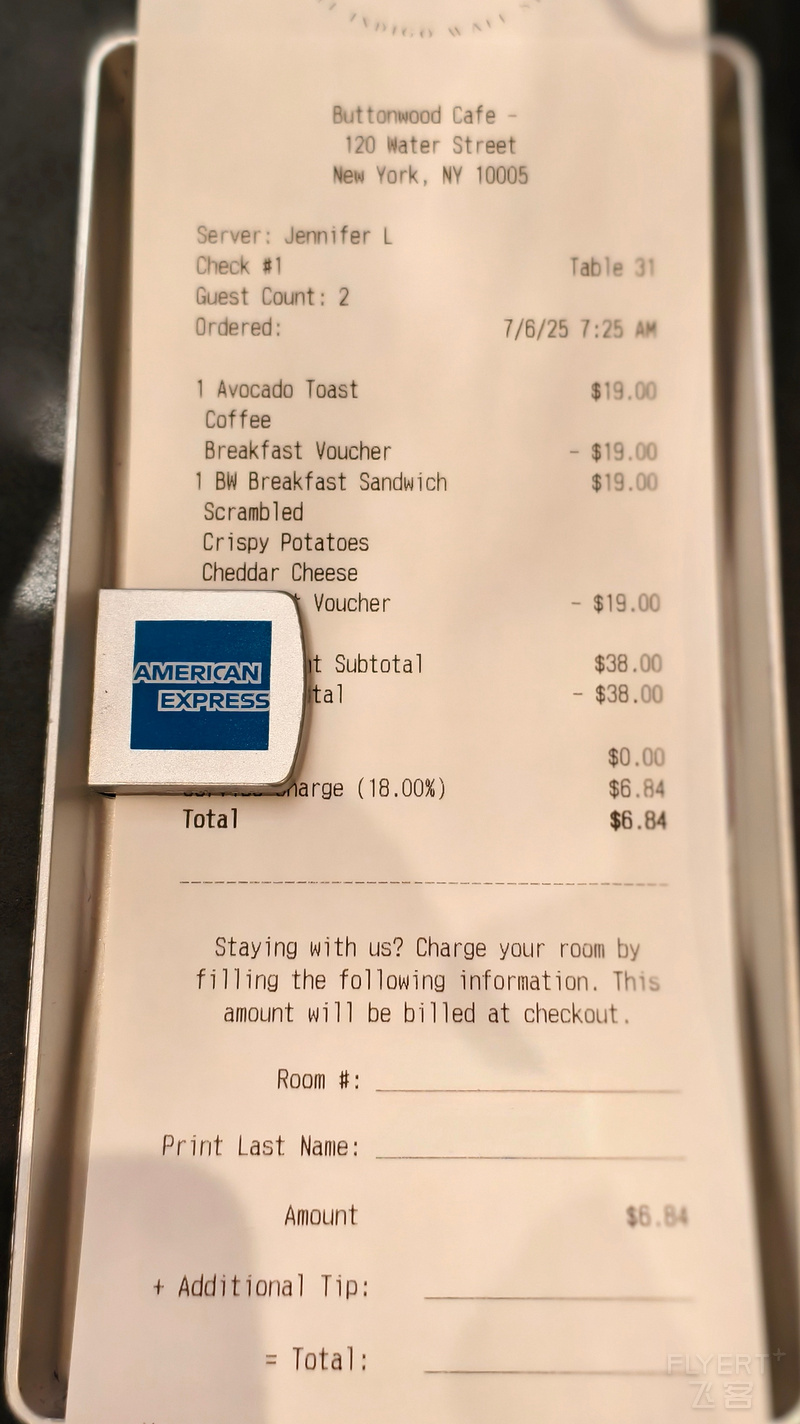 Buttonwood Cafe -
120 Water Street
New York, NY 10005
Server: Jennifer L
Check #1 Table 31
Guest Count: 2
Ordered: 7/6/25 7:25 AM
1 Avocado Toast $19.00
Coffee
Breakfast Voucher - $19.00
1 BW Breakfast Sandwich $19.00
Scrambled
Crispy Potatoes
Cheddar Cheese
Voucher - $19.00
AMERICAN
EXPRESS
Subtotal $38.00
- $38.00
$0.00
(18.00%) $6.84
Total $6.84
Staying with us? Charge your room by
filling the following information. This
amount will be billed at checkout.
Room #:
Print Last Name:
Amount $6.84
+ Additional Tip:
= Total:
FLYERT+
飞客